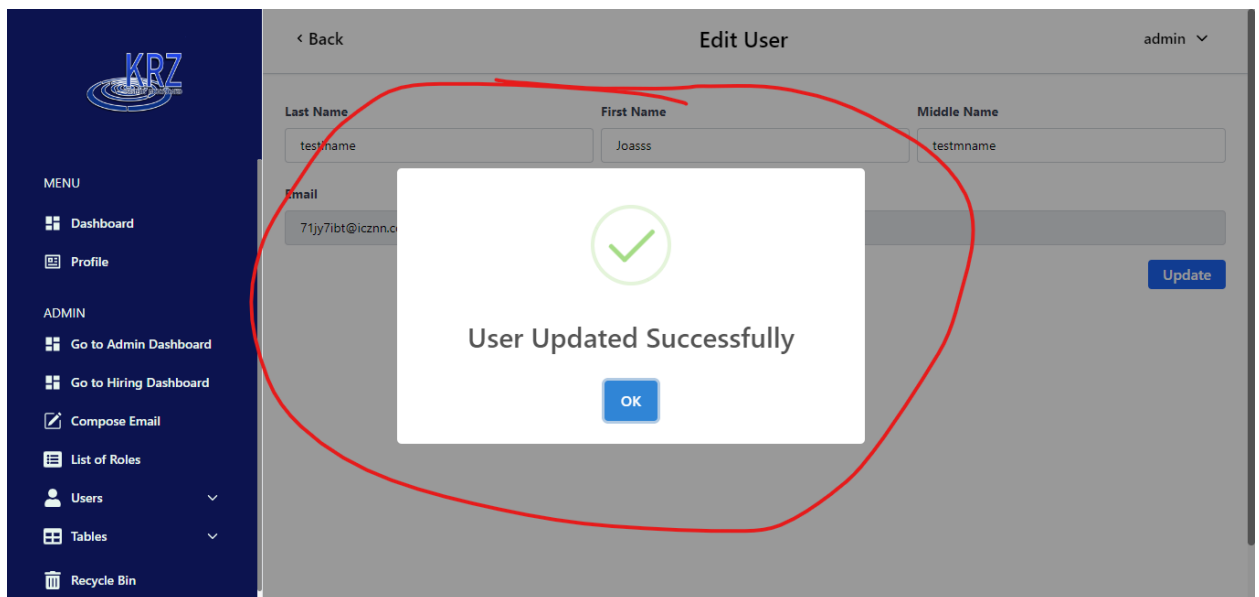 KRZ
< Back
Edit User
admin
Last Name
First Name
Middle Name
testlname
Joasss
testmname
Email
71jy7ibt@icznn.c
Update
User Updated Successfully
OK
MENU
Dashboard
Profile
ADMIN
Go to Admin Dashboard
Go to Hiring Dashboard
Compose Email
List of Roles
Users
Tables
Recycle Bin